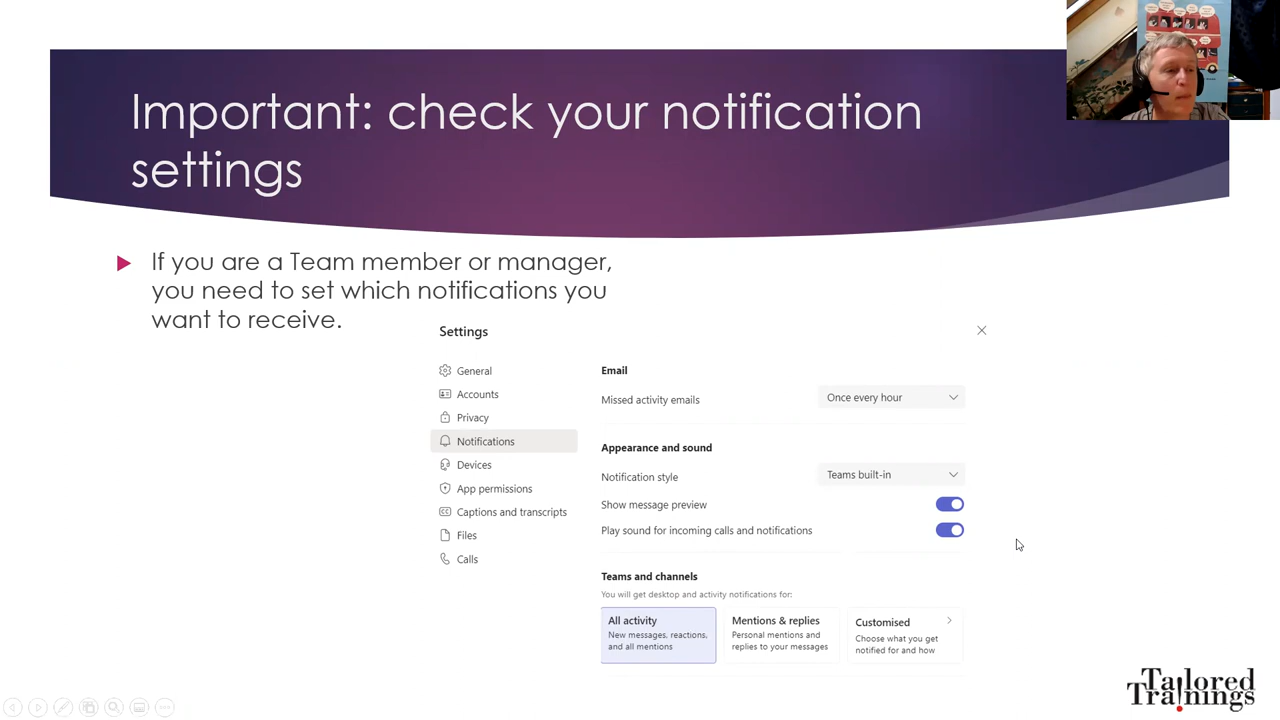 Important: check your notification
settings
If you are a Team member or manager,
you need to set which notifications you
want to receive.
Settings
General
Accounts
Privacy
Notifications
Devices
App permissions
Captions and transcripts
Files
Calls
Email
Missed activity emails
Once every hour
Appearance and sound
Notification style
Teams built-in
Show message preview
Play sound for incoming calls and notifications
Teams and channels
You will get desktop and activity notifications for:
All activity
New messages, reactions,
and all mentions
Mentions & replies
Personal mentions and
replies to your messages
Customised
Choose what you get
notified for and how
Tailored
Trainings